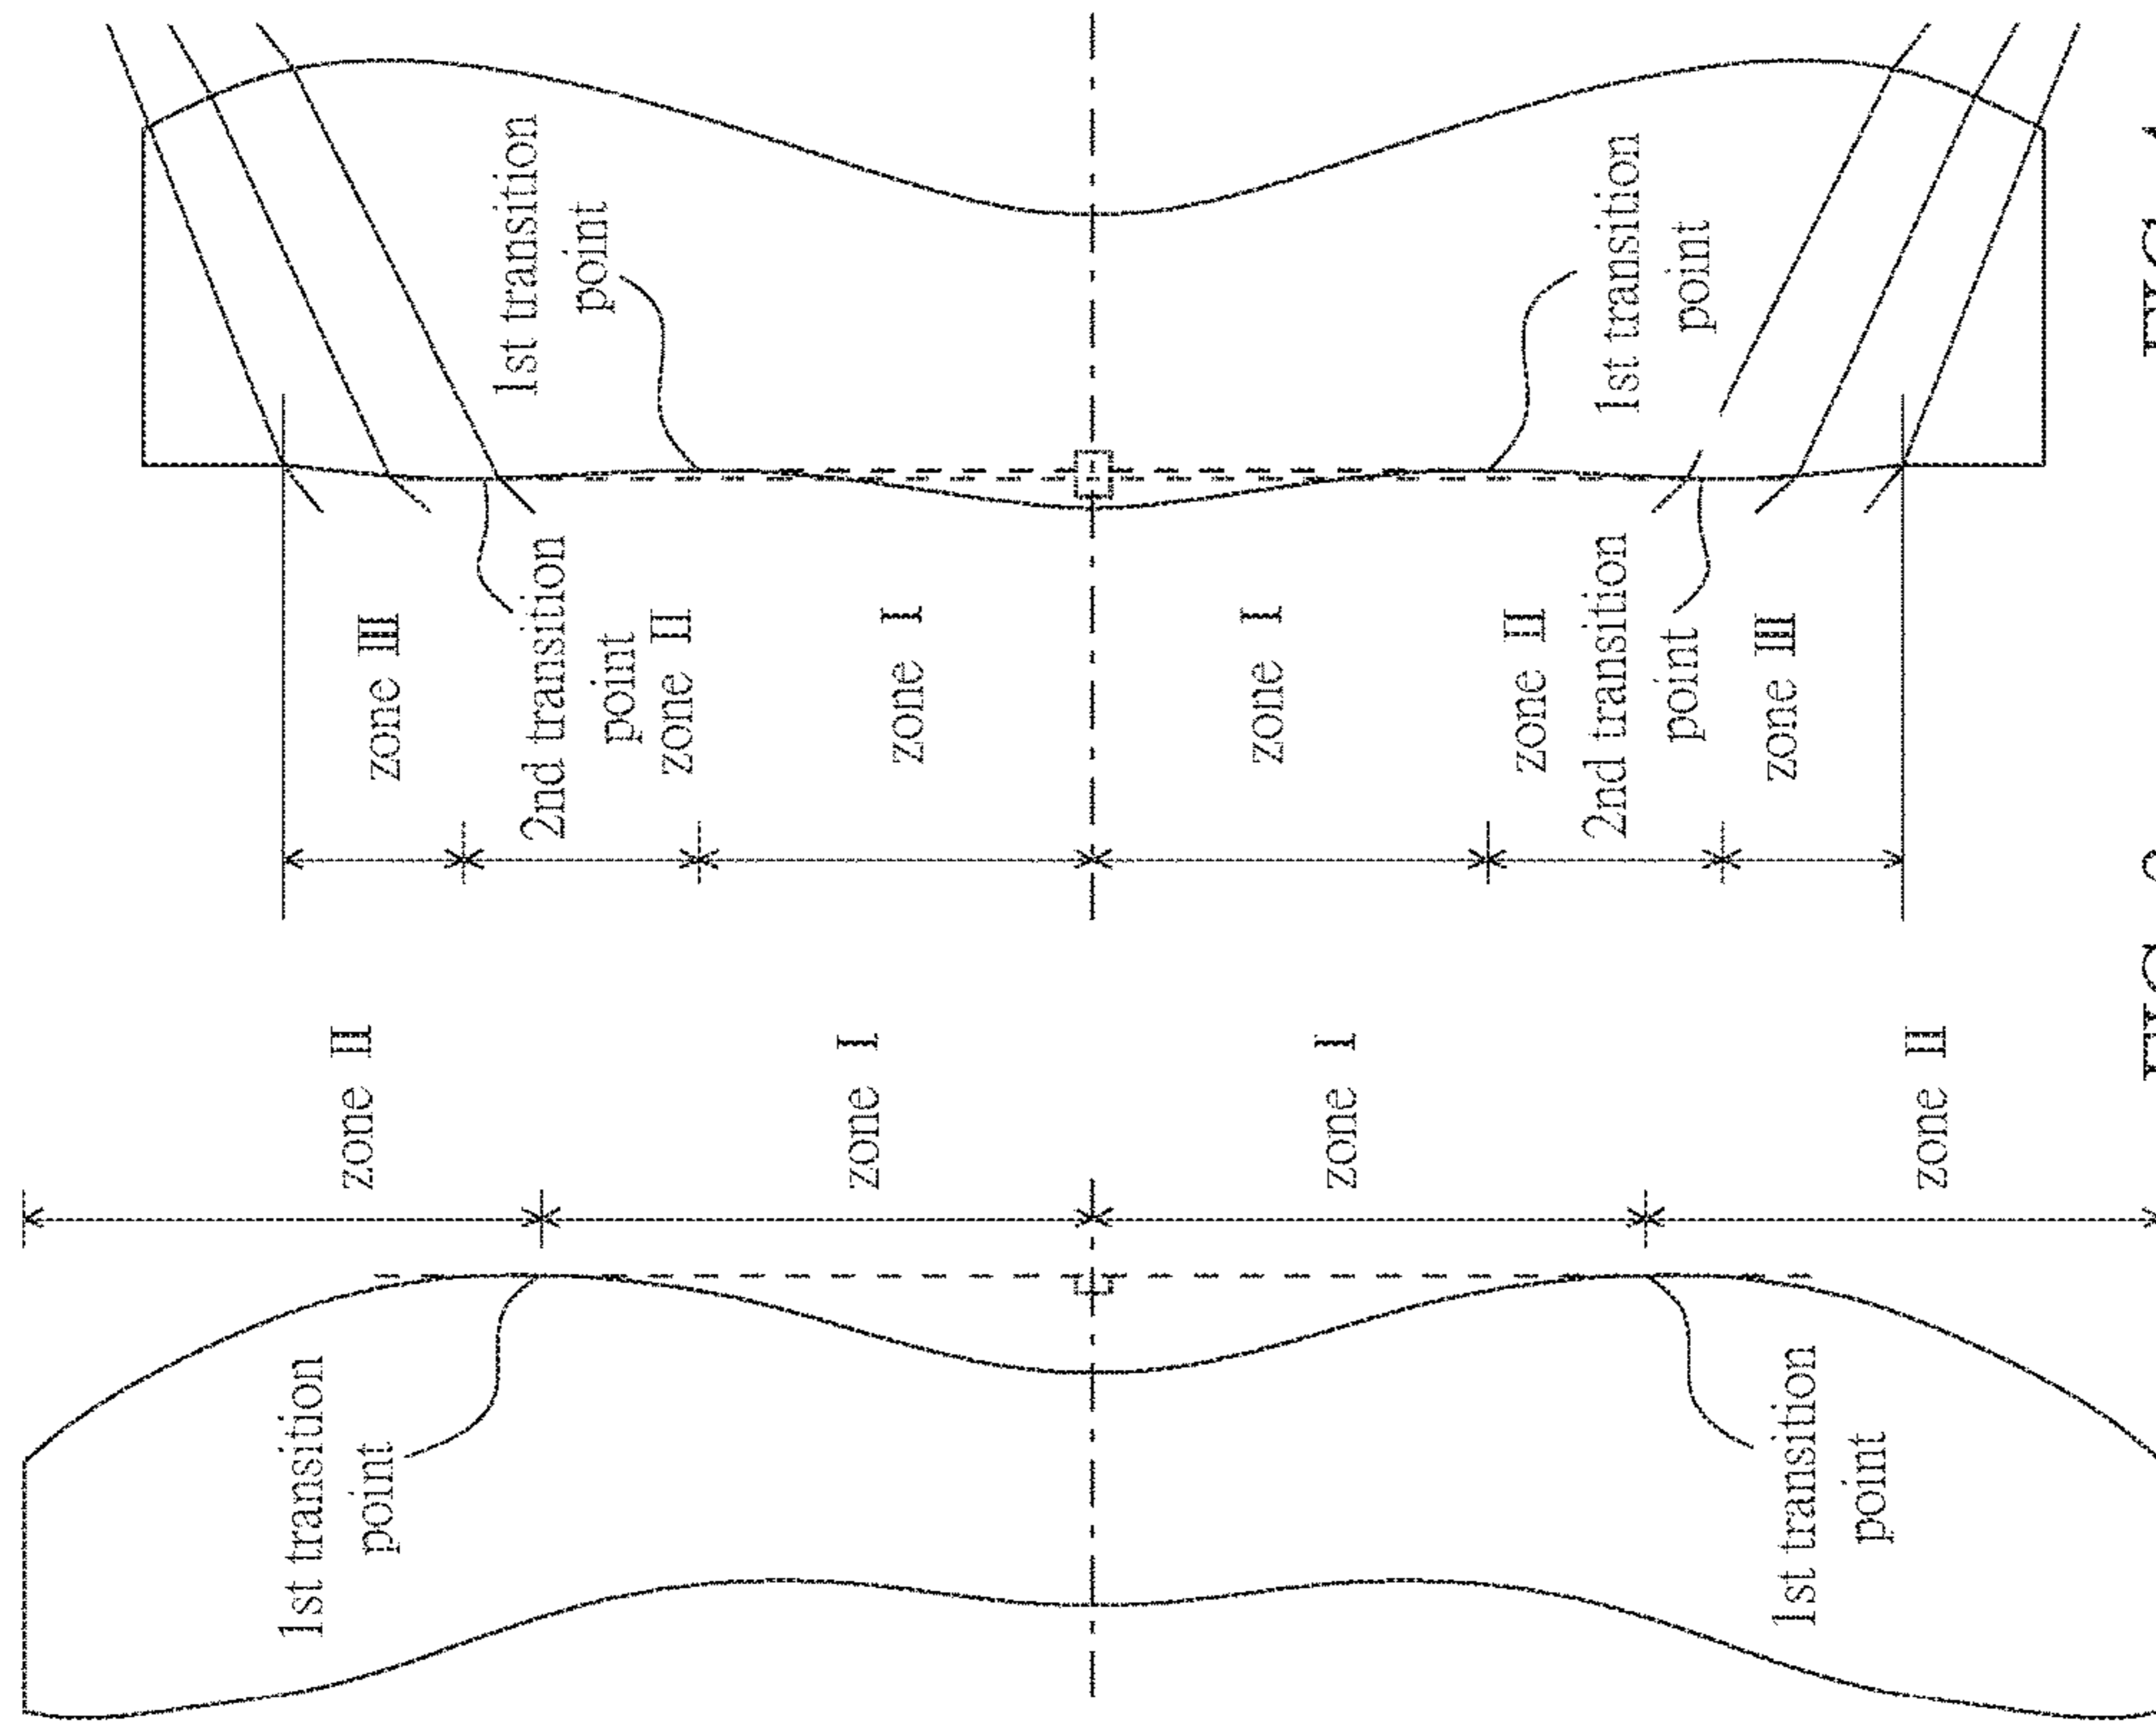 1st transition
point
zone II
zone I
zone I
1st transition
point
zone II
zone III
2nd transition
point
zone II
1st transition
point
zone I
zone I
zone II
2nd transition
point
1st transition
point
zone III